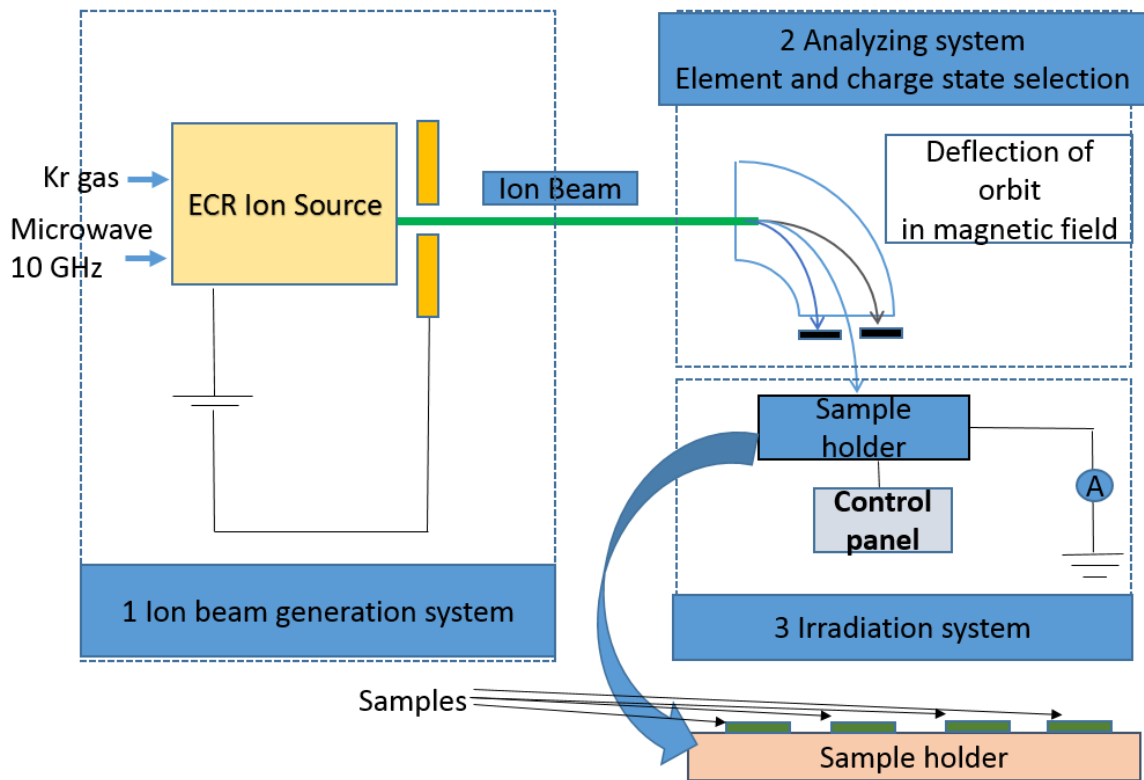 2 Analyzing system
Element and charge state selection
Kr gas
Microwave
10 GHz
ECR Ion Source
Ion Beam
Deflection of
orbit
in magnetic field
Sample
holder
A
Control
panel
1 Ion beam generation system
3 Irradiation system
Samples
Sample holder